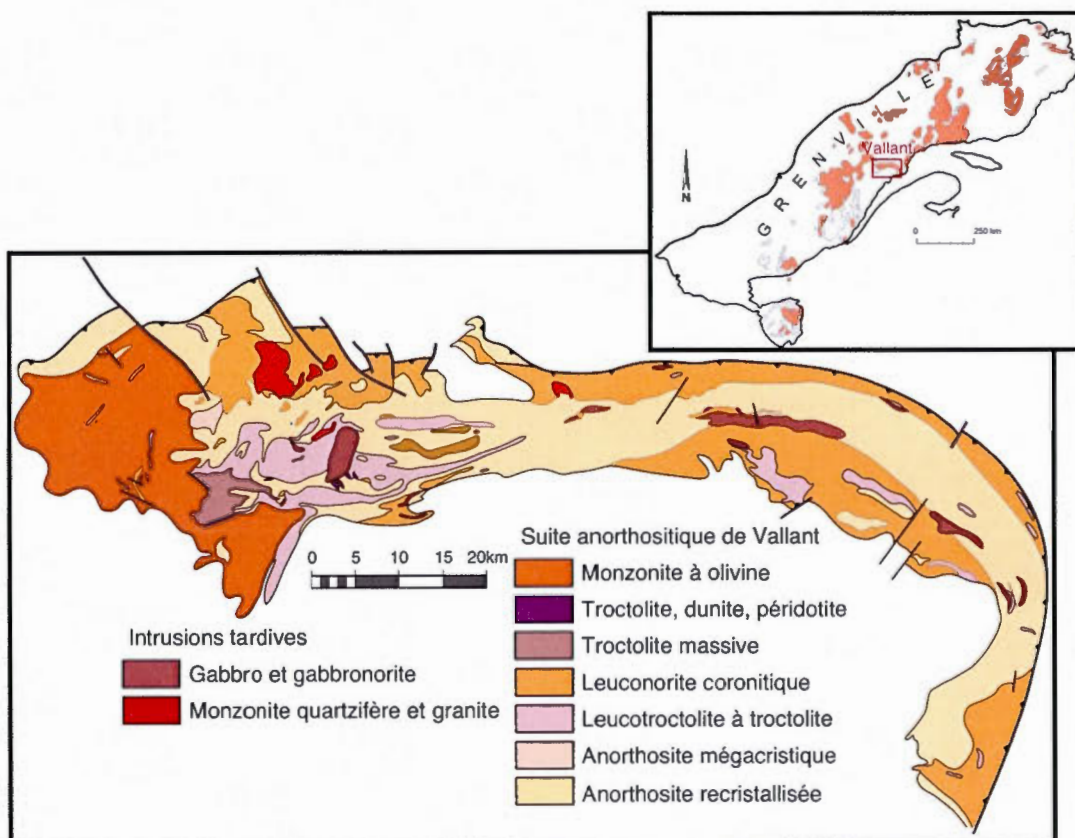 GRENVILLE
Vallant
N
0 250 km
0 5 10 15 20km
Intrusions tardives
Gabbro et gabbronorite
Monzonite quartzifère et granite
Suite anorthositique de Vallant
Monzonite à olivine
Troctolite, dunite, péridotite
Troctolite massive
Leuconorite coronitique
Leucotroctolite à troctolite
Anorthosite mégacristique
Anorthosite recristallisée